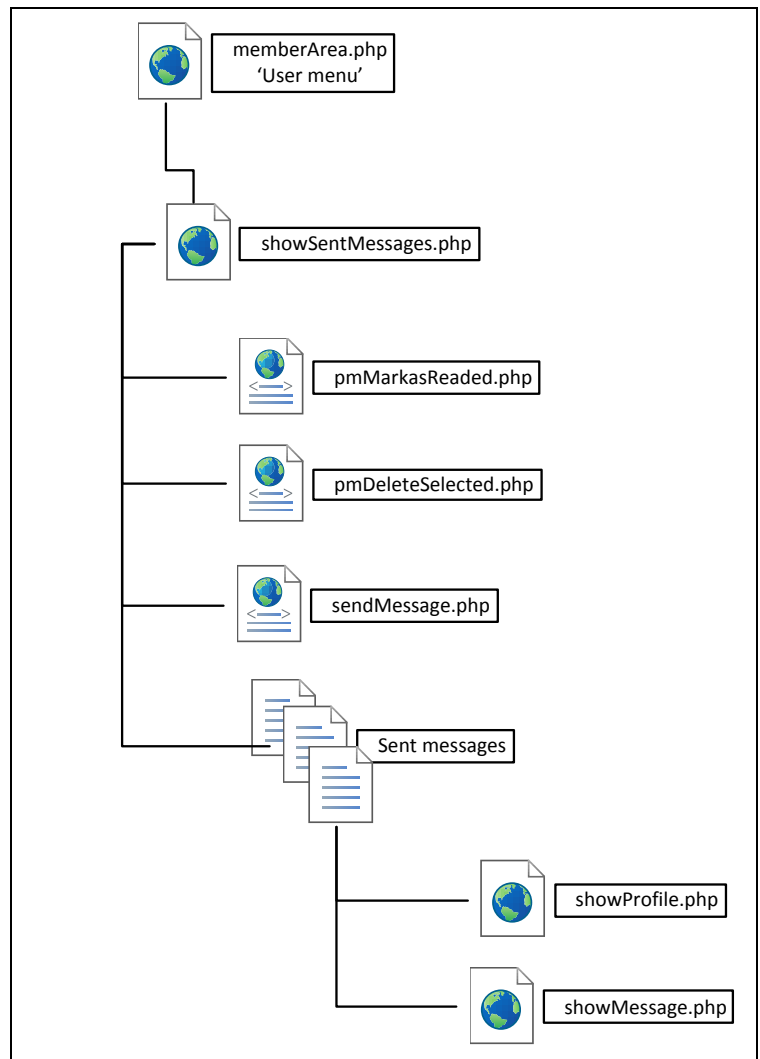 memberArea.php
‘User menu’
showSentMessages.php
pmMarkasReaded.php
pmDeleteSelected.php
sendMessage.php
Sent messages
showProfile.php
showMessage.php